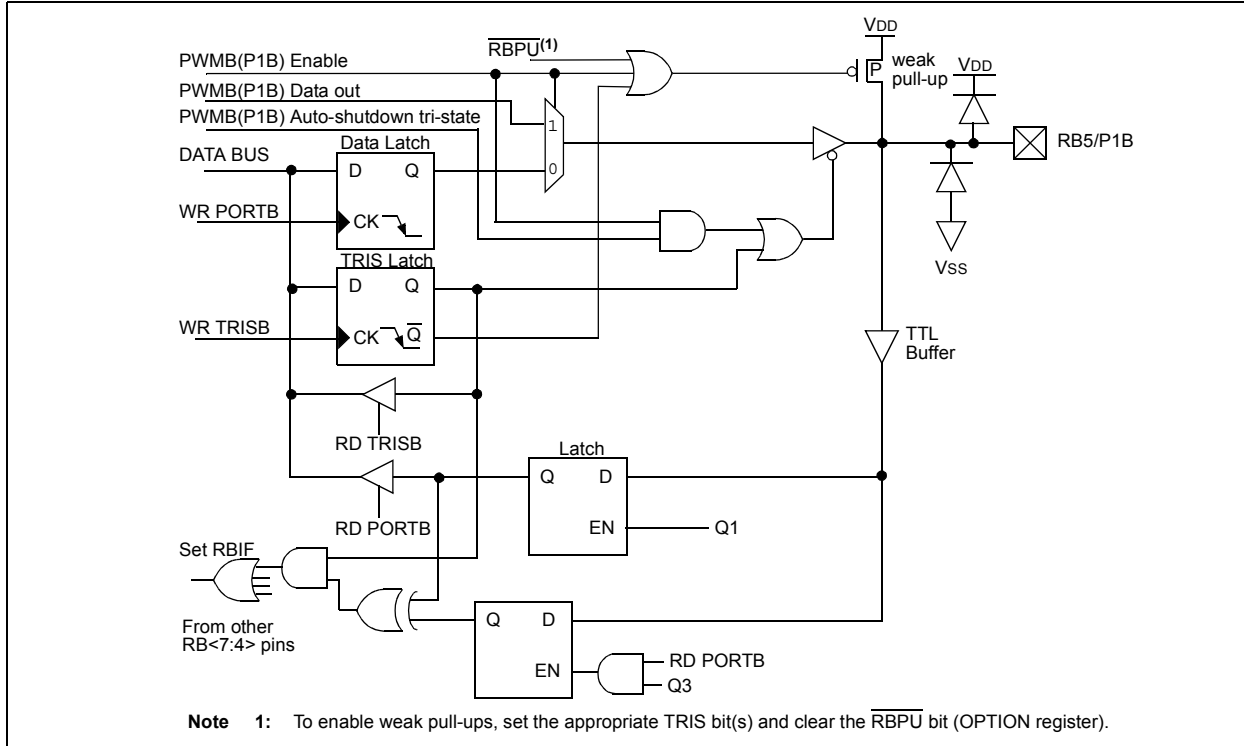 VDD
RBPU(1)
PWMB(P1B) Enable
weak
pull-up
P
VDD
PWMB(P1B) Data out
1
PWMB(P1B) Auto-shutdown tri-state
Data Latch
RB5/P1B
DATA BUS
D Q
0
WR PORTB
CK
TRIS Latch
VSS
D Q
WR TRISB
CK Q
TTL
Buffer
RD TRISB
Latch
Q D
RD PORTB
EN
Q1
Set RBIF
Q D
From other
RB<7:4> pins
EN
RD PORTB
Q3
Note 1: To enable weak pull-ups, set the appropriate TRIS bit(s) and clear the RBPU bit (OPTION register).